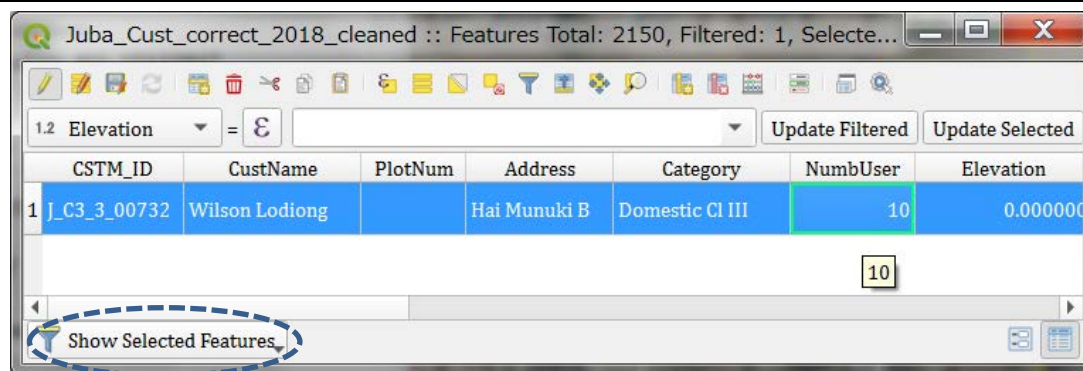 Juba_Cust_correct_2018_cleaned :: Features Total: 2150, Filtered: 1, Selecte...
1.2 Elevation = ε Update Filtered Update Selected
CSTM_ID CustName PlotNum Address Category NumbUser Elevation
1 J_C3_3_00732 Wilson Lodiong Hai Munuki B Domestic Cl III 10 0.000000
10
Show Selected Features